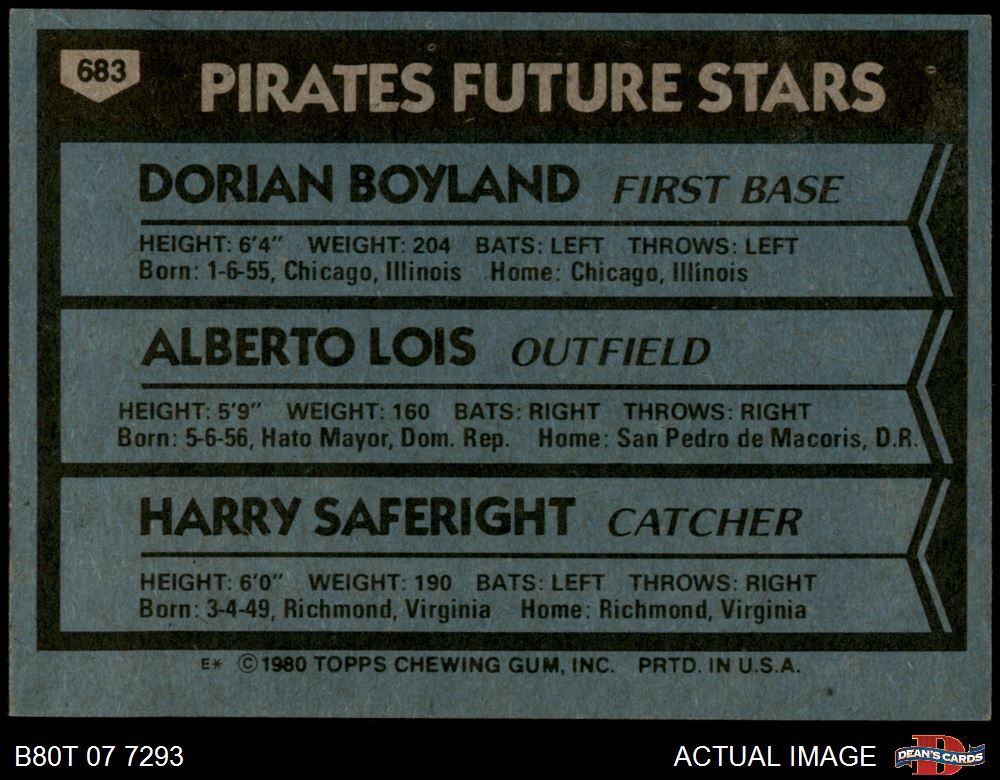 683
PIRATES FUTURE STARS
DORIAN BOYLAND FIRST BASE
HEIGHT: 6'4" WEIGHT: 204 BATS: LEFT THROWS: LEFT
Born: 1-6-55, Chicago, Illinois Home: Chicago, Illinois
ALBERTO LOIS OUTFIELD
HEIGHT: 5'9" WEIGHT: 160 BATS: RIGHT THROWS: RIGHT
Born: 5-6-56, Hato Mayor, Dom. Rep. Home: San Pedro de Macoris, D.R.
HARRY SAFERIGHT CATCHER
HEIGHT: 6'0" WEIGHT: 190 BATS: LEFT THROWS: RIGHT
Born: 3-4-49, Richmond, Virginia Home: Richmond, Virginia
E* © 1980 TOPPS CHEWING GUM, INC. PRTD. IN U.S.A.
B80T 07 7293 ACTUAL IMAGE
D
DEAN'S CARDS